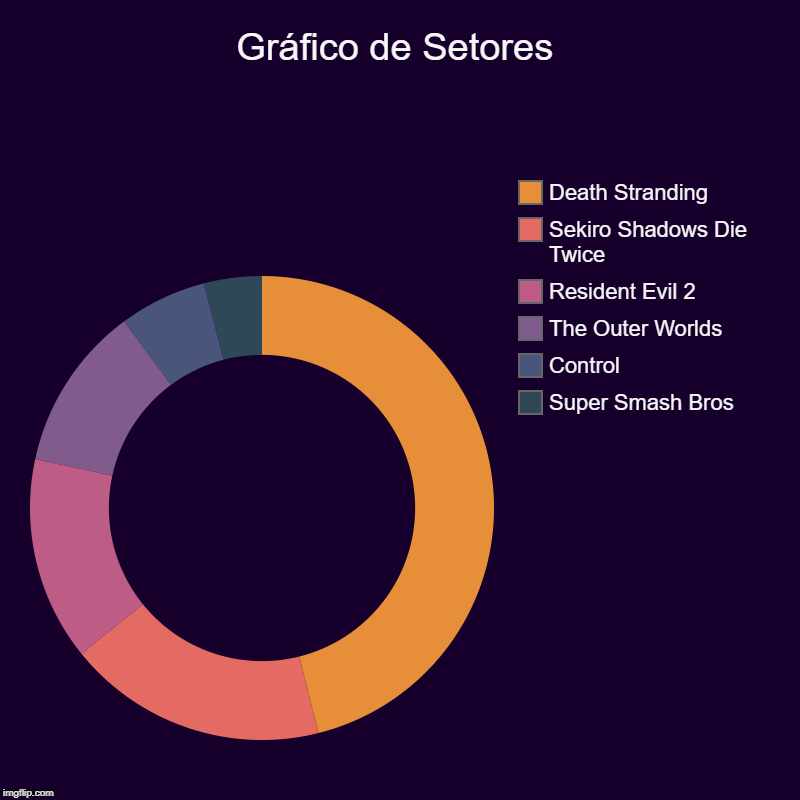 Gráfico de Setores
Death Stranding
Sekiro Shadows Die
Twice
Resident Evil 2
The Outer Worlds
Control
Super Smash Bros
imgflip.com